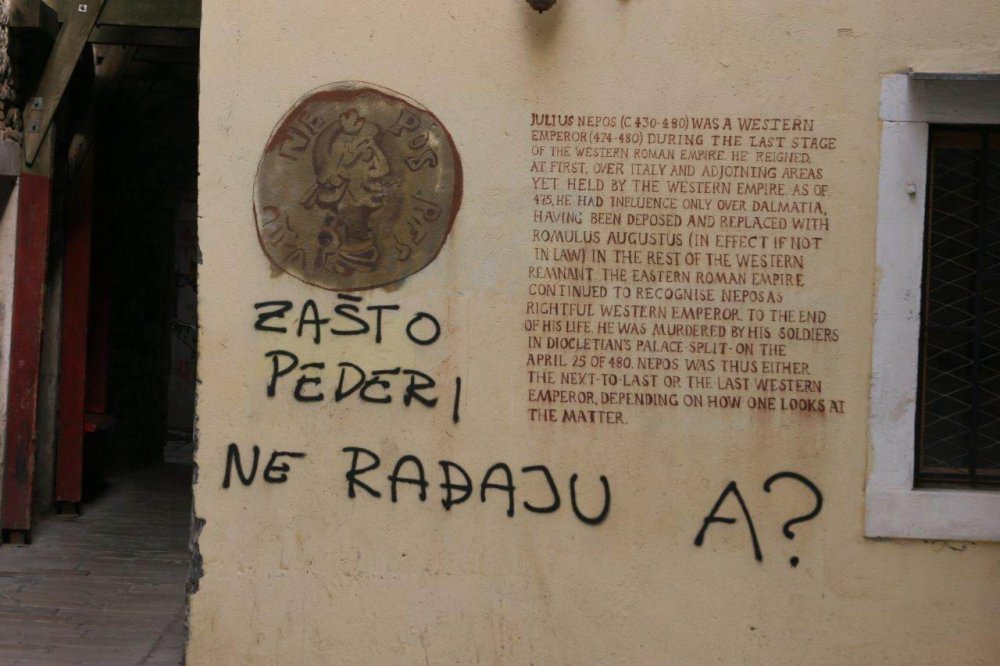 NE POS P F AVG
JULIUS NEPOS (C 430-480) WAS A WESTERN
EMPEROR (474-480) DURING THE LAST STAGE
OF THE WESTERN ROMAN EMPIRE. HE REIGNED,
AT FIRST, OVER ITALY AND ADJOINING AREAS
YET HELD BY THE WESTERN EMPIRE. AS OF
475, HE HAD INFLUENCE ONLY OVER DALMATIA,
HAVING BEEN DEPOSED AND REPLACED WITH
ROMULUS AUGUSTUS (IN EFFECT IF NOT
IN LAW) IN THE REST OF THE WESTERN
REMNANT. THE EASTERN ROMAN EMPIRE
CONTINUED TO RECOGNISE NEPOS AS
RIGHTFUL WESTERN EMPEROR, TO THE END
OF HIS LIFE. HE WAS MURDERED BY HIS SOLDIERS
IN DIOCLETIAN'S PALACE-SPLIT-ON THE
APRIL 25 OF 480. NEPOS WAS THUS EITHER
THE NEXT-TO-LAST OR THE LAST WESTERN
EMPEROR, DEPENDING ON HOW ONE LOOKS AT
THE MATTER.
ZAŠTO
PEDERI
NE RAĐAJU A?